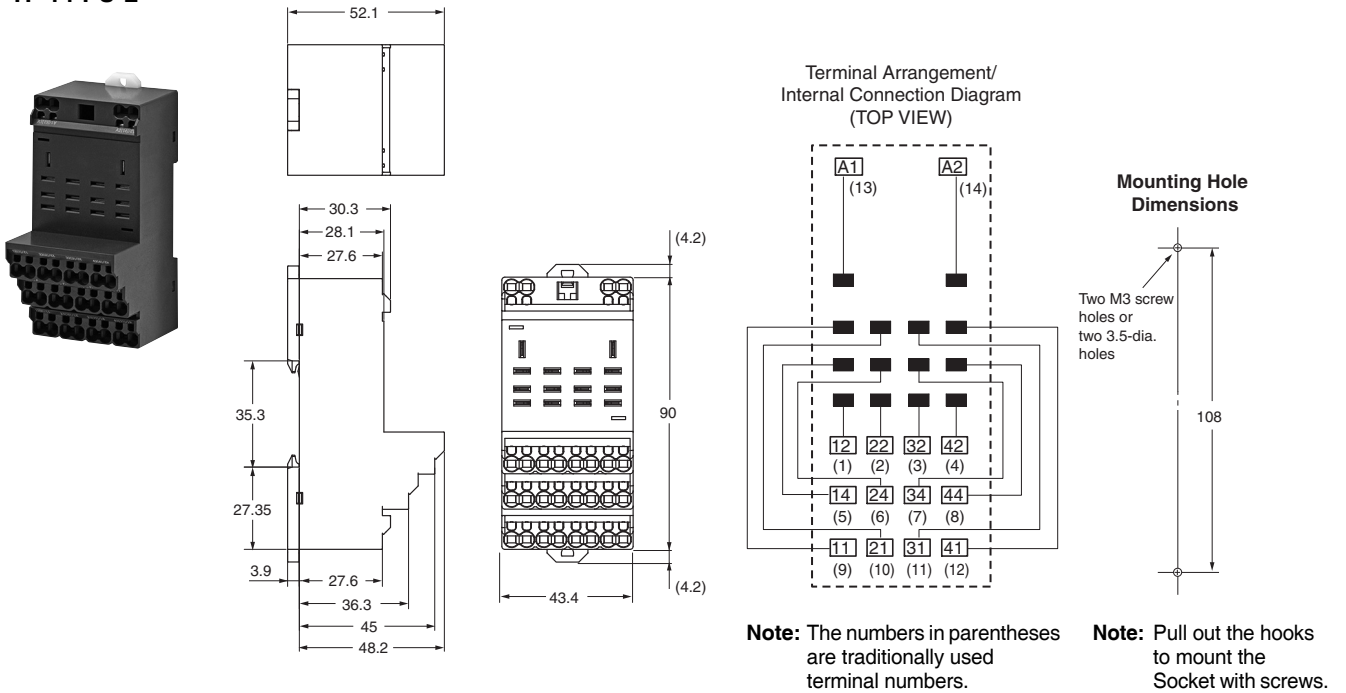 52.1
30.3
28.1
27.6
35.3
27.35
3.9
27.6
36.3
45
48.2
(4.2)
90
43.4
(4.2)
Terminal Arrangement/
Internal Connection Diagram
(TOP VIEW)
A1
(13)
A2
(14)
12 22 32 42
(1) (2) (3) (4)
14 24 34 44
(5) (6) (7) (8)
11 21 31 41
(9) (10) (11) (12)
Note: The numbers in parentheses
are traditionally used
terminal numbers.
Mounting Hole
Dimensions
Two M3 screw
holes or
two 3.5-dia.
holes
108
Note: Pull out the hooks
to mount the
Socket with screws.